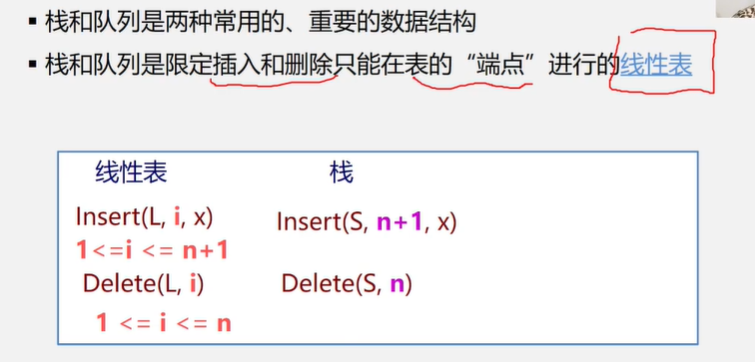 ▪ 栈和队列是两种常用的、重要的数据结构
▪ 栈和队列是限定插入和删除只能在表的“端点”进行的线性表
线性表 栈
Insert(L, i, x) Insert(S, n+1, x)
1<=i <= n+1
Delete(L, i) Delete(S, n)
1 <= i <= n